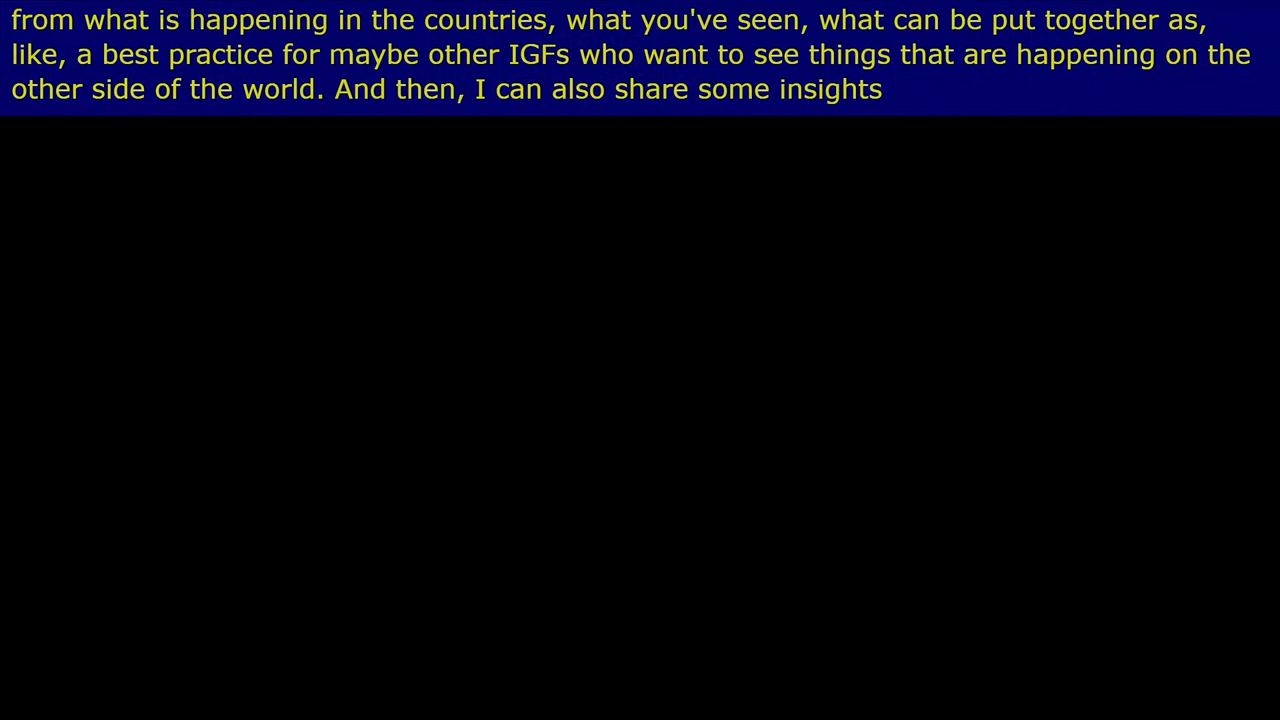 from what is happening in the countries, what you've seen, what can be put together as,
like, a best practice for maybe other IGFs who want to see things that are happening on the
other side of the world. And then, I can also share some insights